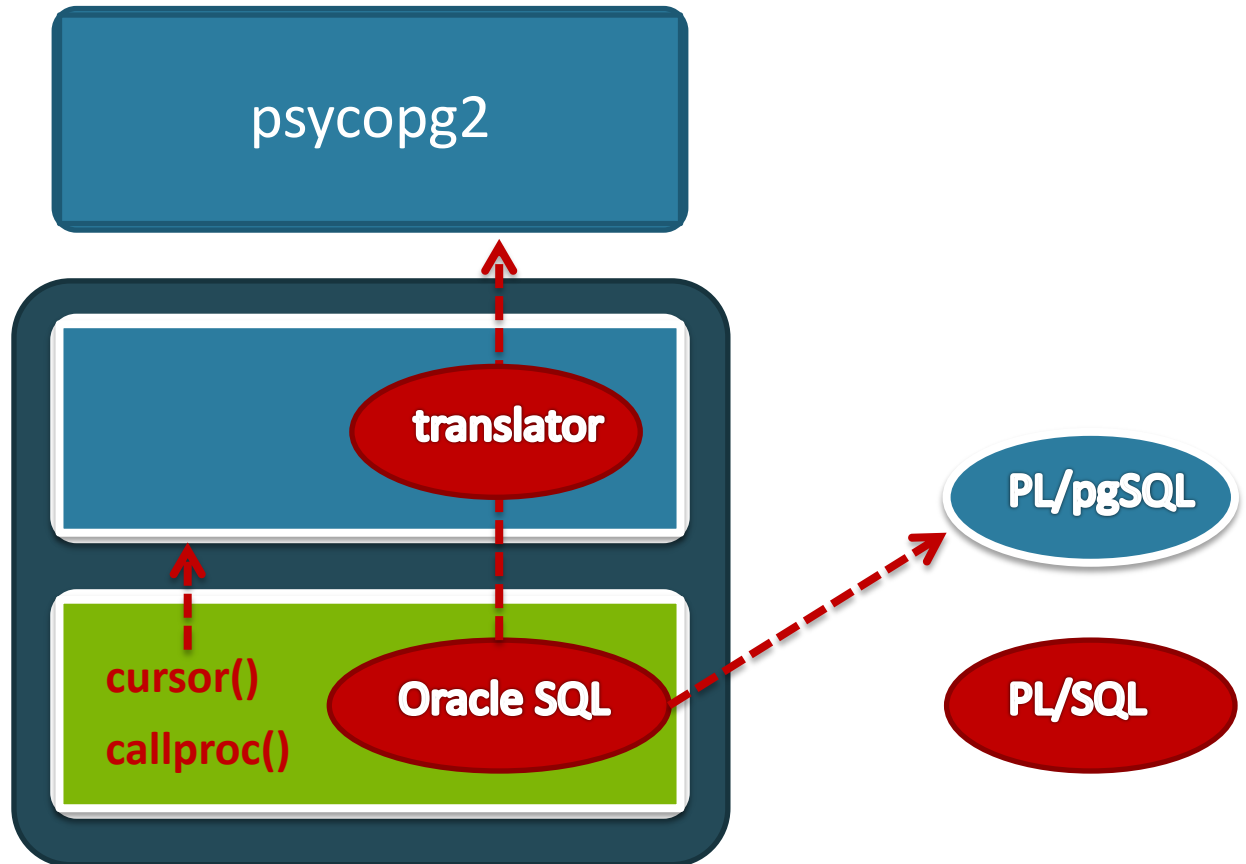 psycopg2
translator
PL/pgSQL
cursor()
Oracle SQL
PL/SQL
callproc()